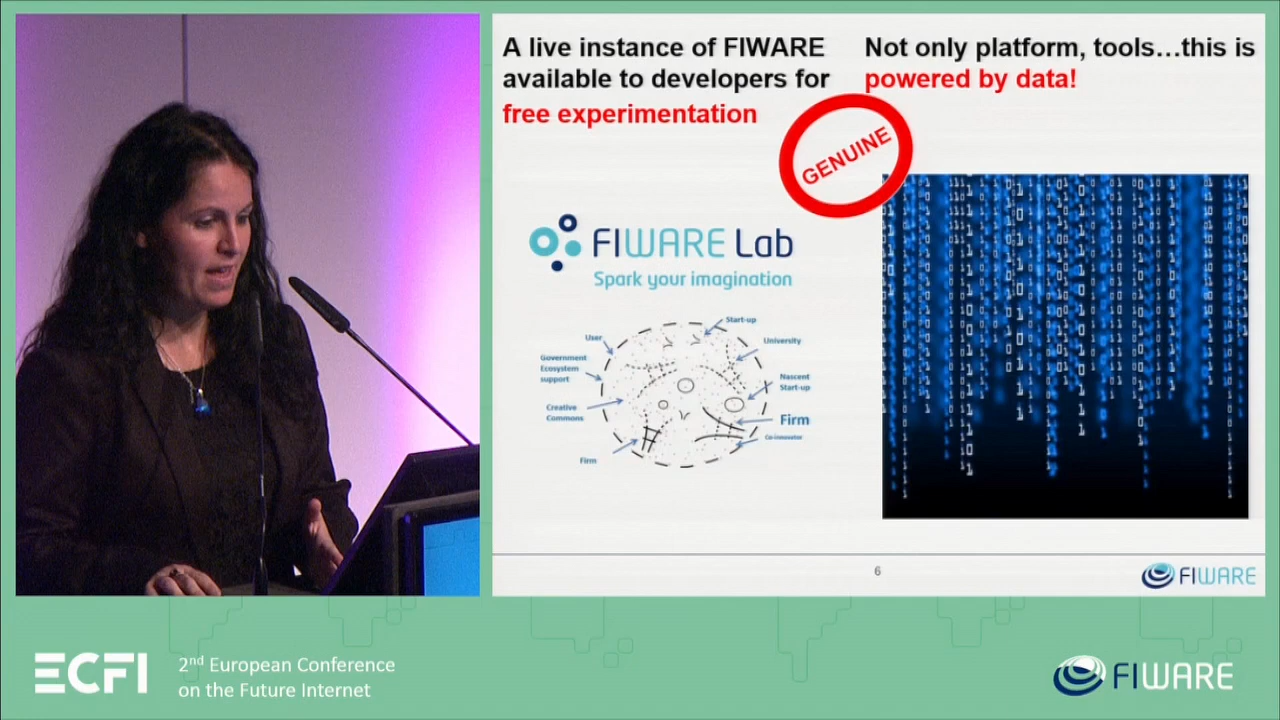 A live instance of FIWARE
available to developers for
free experimentation
Not only platform, tools...this is
powered by data!
GENUINE
FIWARE Lab
Spark your imagination
Start-up
User
University
Government
Ecosystem
support
Nascent
Start-up
Creative
Commons
Firm
Co-innovator
Firm
6
FIWARE
ECFI
2nd European Conference
on the Future Internet
FIWARE